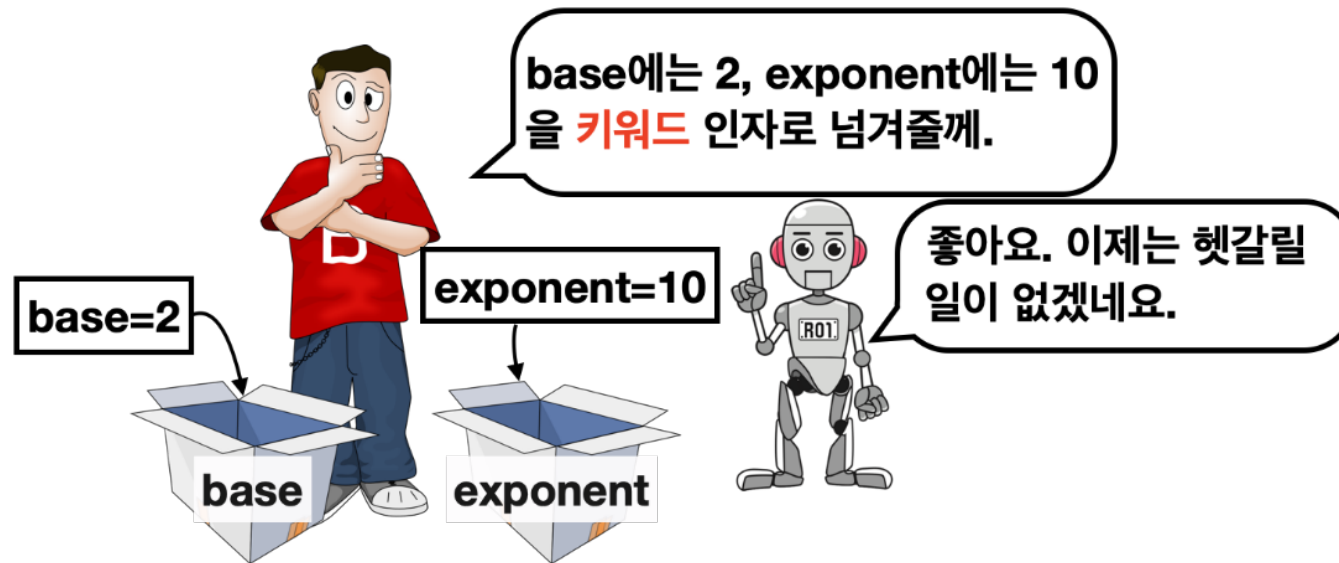 base에는 2, exponent에는 10
을 키워드 인자로 넘겨줄께.
좋아요. 이제는 헷갈릴
일이 없겠네요.
B
exponent=10
base=2
R01
base
exponent